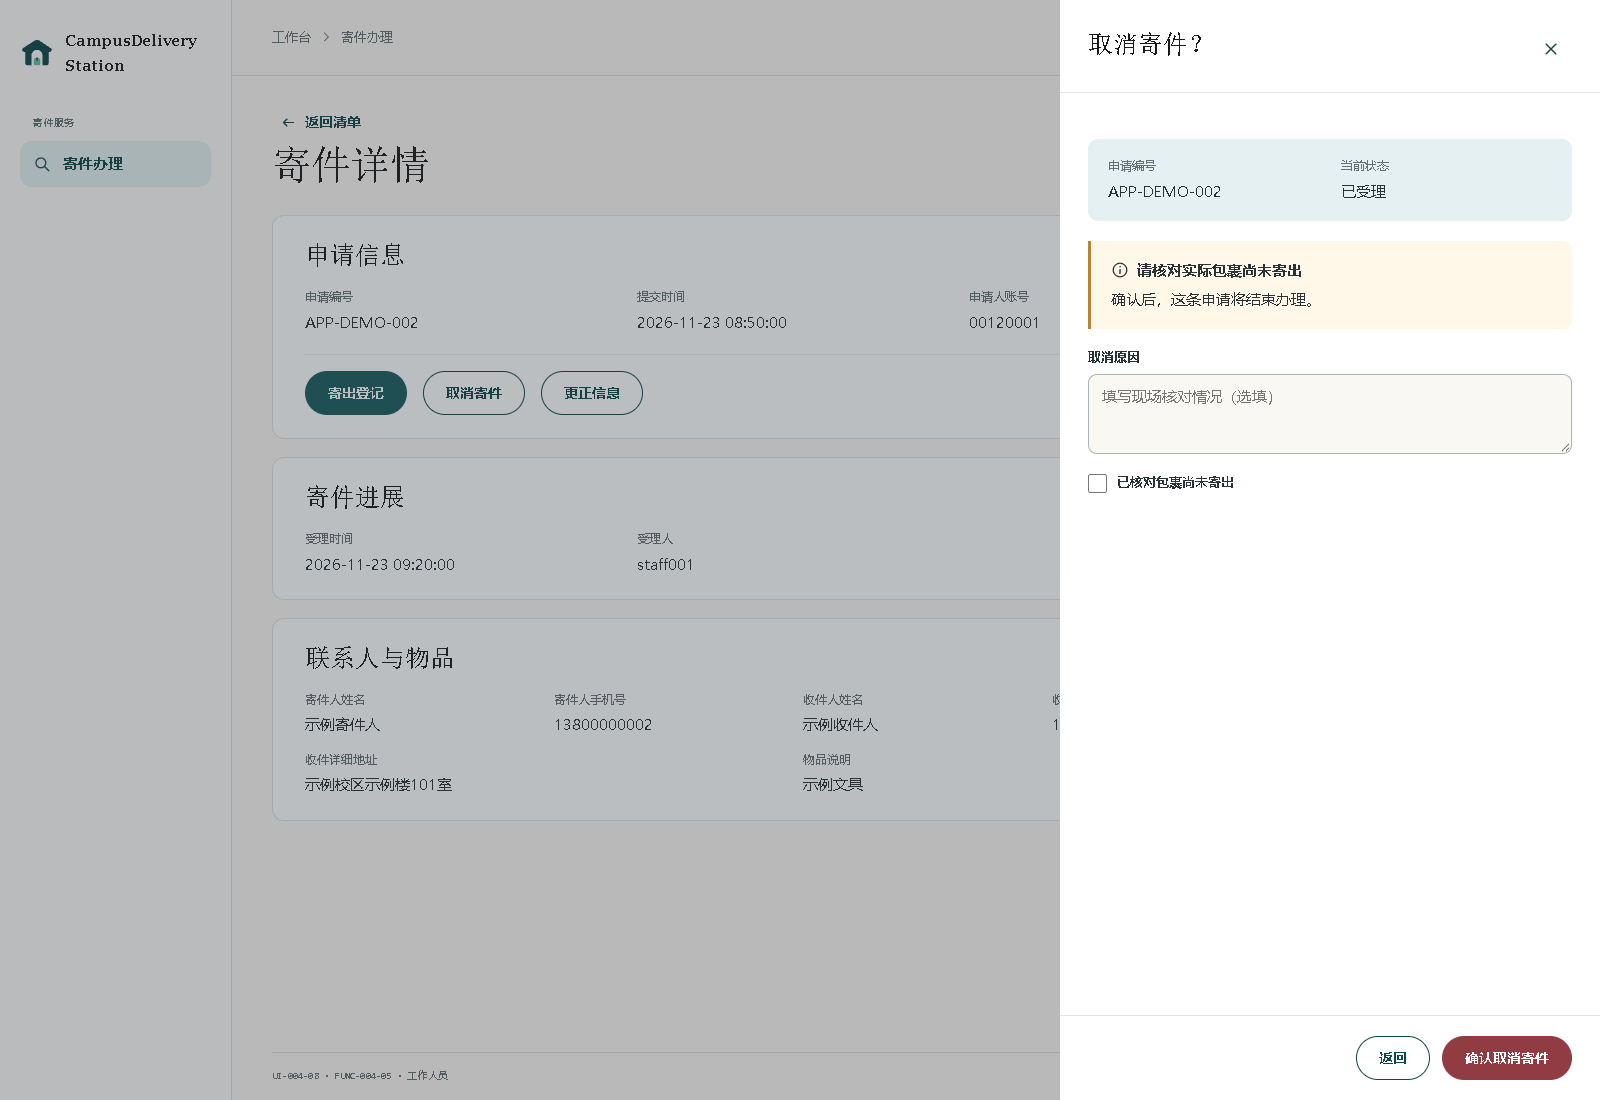 CampusDelivery
Station
寄件服务
寄件办理
工作台 > 寄件办理
← 返回清单
寄件详情
申请信息
申请编号 提交时间 申请人账号
APP-DEMO-002 2026-11-23 08:50:00 00120001
寄出登记 取消寄件 更正信息
寄件进展
受理时间 受理人
2026-11-23 09:20:00 staff001
联系人与物品
寄件人姓名 寄件人手机号 收件人姓名
示例寄件人 13800000002 示例收件人 1
收件详细地址 物品说明
示例校区示例楼101室 示例文具
UI-004-08 • FUNC-004-05 • 工作人员
取消寄件？
申请编号 当前状态
APP-DEMO-002 已受理
请核对实际包裹尚未寄出
确认后，这条申请将结束办理。
取消原因
填写现场核对情况（选填）
已核对包裹尚未寄出
返回 确认取消寄件